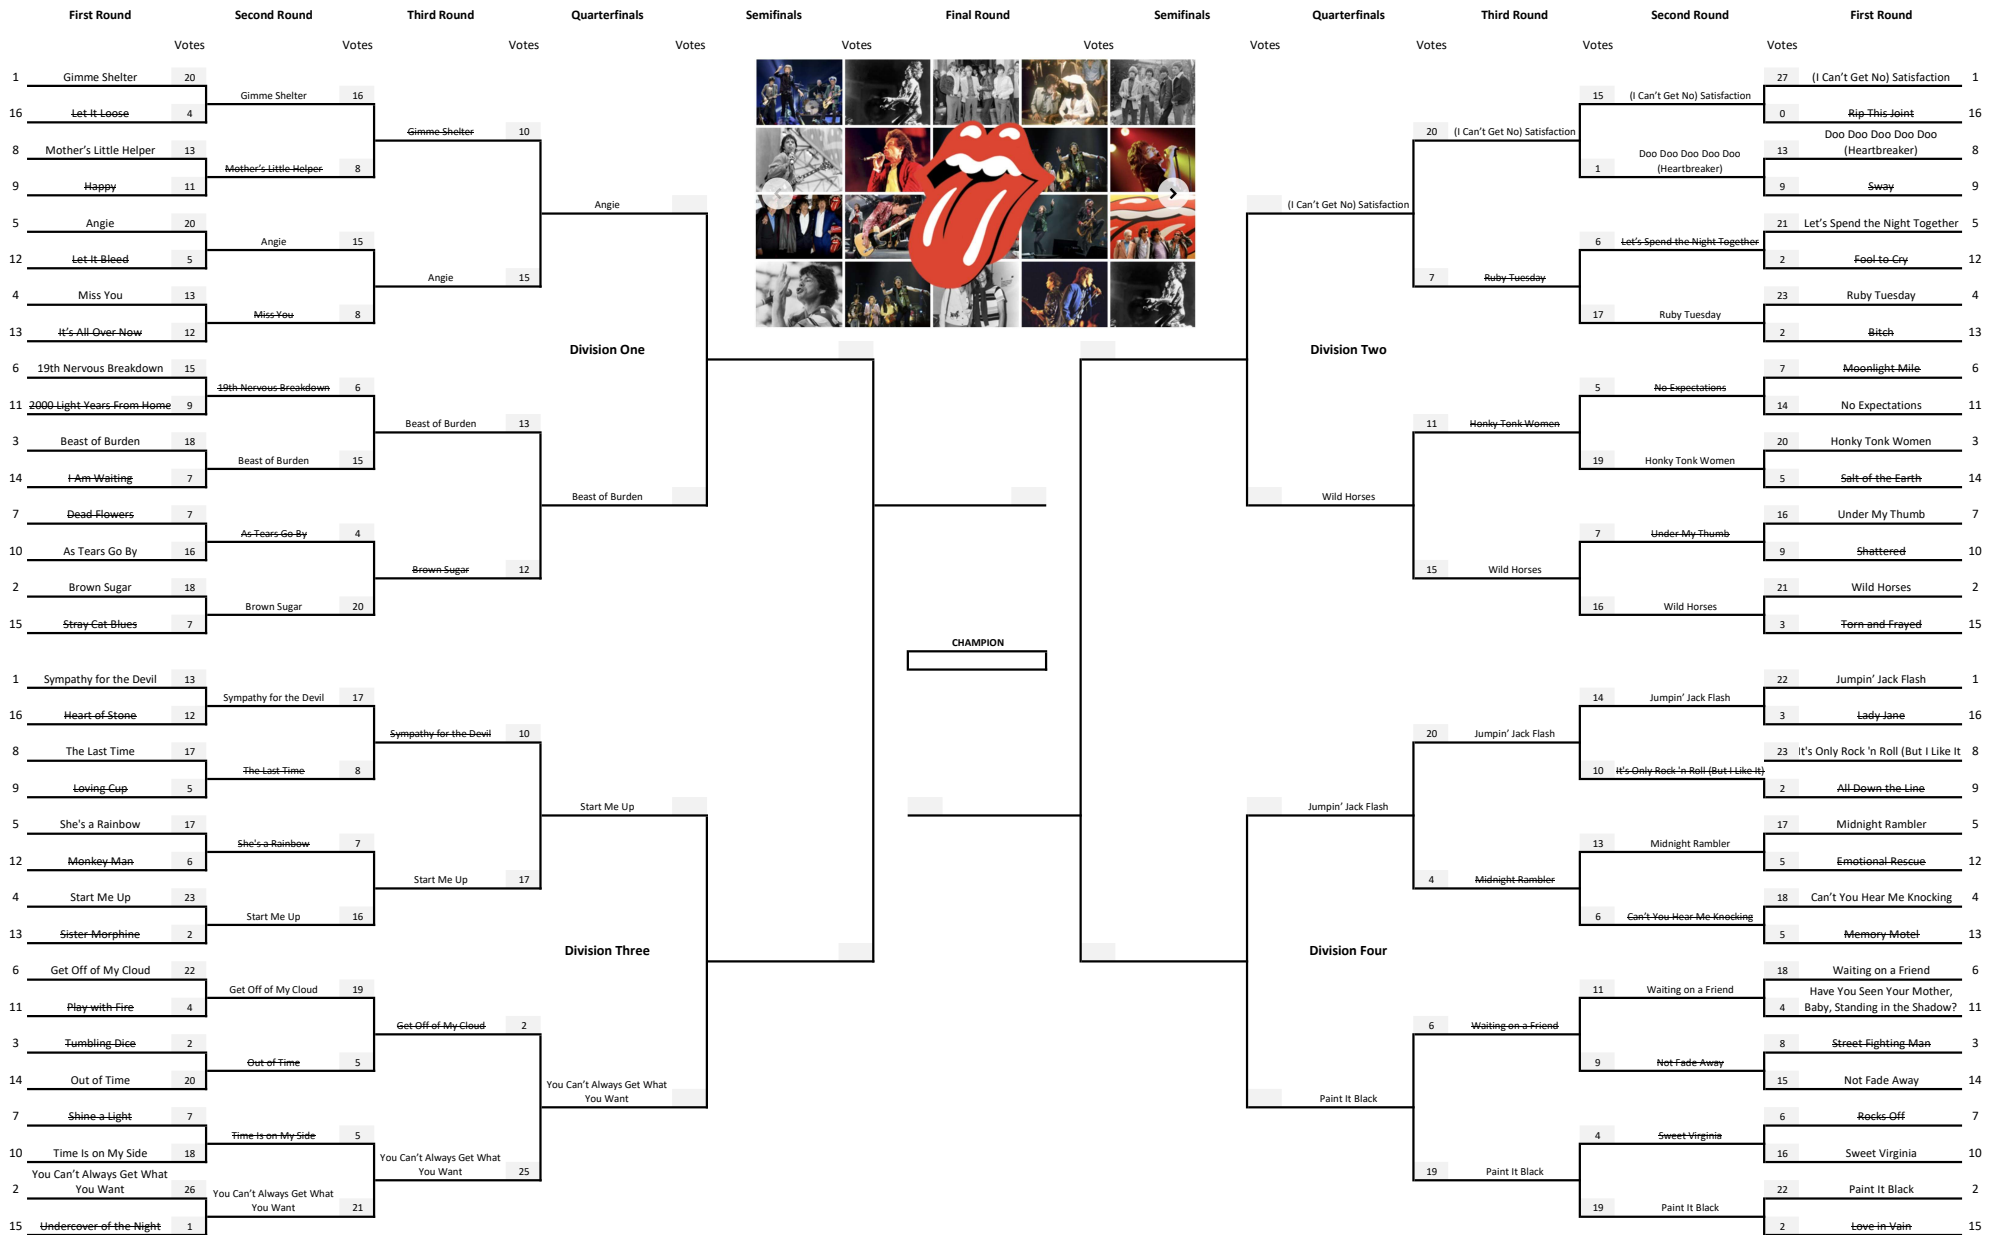 First Round Second Round Third Round Quarterfinals Semifinals Final Round Semifinals Quarterfinals Third Round Second Round First Round
Votes Votes Votes Votes Votes Votes Votes Votes Votes Votes
1 Gimme Shelter 20
Gimme Shelter 16
16 Let It Loose 4
Gimme Shelter 10
8 Mother's Little Helper 13
Mother's Little Helper 8
9 Happy 11
Angie
5 Angie 20
Angie 15
12 Let It Bleed 5
Angie 15
4 Miss You 13
Miss You 8
13 It's All Over Now 12
Division One
6 19th Nervous Breakdown 15
19th Nervous Breakdown 6
11 2000 Light Years From Home 9
Beast of Burden 13
3 Beast of Burden 18
Beast of Burden 15
14 I Am Waiting 7
Beast of Burden
7 Dead Flowers 7
As Tears Go By 4
10 As Tears Go By 16
Brown Sugar 12
2 Brown Sugar 18
Brown Sugar 20
15 Stray Cat Blues 7
1 Sympathy for the Devil 13
Sympathy for the Devil 17
16 Heart of Stone 12
Sympathy for the Devil 10
8 The Last Time 17
The Last Time 8
9 Loving Cup 5
Start Me Up
5 She's a Rainbow 17
She's a Rainbow 7
12 Monkey Man 6
Start Me Up 17
4 Start Me Up 23
Start Me Up 16
13 Sister Morphine 2
Division Three
6 Get Off of My Cloud 22
Get Off of My Cloud 19
11 Play with Fire 4
Get Off of My Cloud 2
3 Tumbling Dice 2
Out of Time 5
14 Out of Time 20
You Can't Always Get What
You Want
7 Shine a Light 7
Time Is on My Side 5
10 Time Is on My Side 18
You Can't Always Get What
You Want 25
You Can't Always Get What
2 You Want 26
You Can't Always Get What
You Want 21
15 Undercover of the Night 1
CHAMPION
27 (I Can't Get No) Satisfaction 1
15 (I Can't Get No) Satisfaction
0 Rip This Joint 16
20 (I Can't Get No) Satisfaction
Doo Doo Doo Doo Doo
13 (Heartbreaker) 8
Doo Doo Doo Doo Doo
1 (Heartbreaker)
9 Sway 9
(I Can't Get No) Satisfaction
21 Let's Spend the Night Together 5
6 Let's Spend the Night Together
2 Fool to Cry 12
7 Ruby Tuesday
23 Ruby Tuesday 4
17 Ruby Tuesday
2 Bitch 13
Division Two
7 Moonlight Mile 6
5 No Expectations
14 No Expectations 11
11 Honky Tonk Women
20 Honky Tonk Women 3
19 Honky Tonk Women
5 Salt of the Earth 14
Wild Horses
16 Under My Thumb 7
7 Under My Thumb
9 Shattered 10
15 Wild Horses
21 Wild Horses 2
16 Wild Horses
3 Torn and Frayed 15
22 Jumpin' Jack Flash 1
14 Jumpin' Jack Flash
3 Lady Jane 16
20 Jumpin' Jack Flash
23 It's Only Rock 'n Roll (But I Like It 8
10 It's Only Rock 'n Roll (But I Like It)
2 All Down the Line 9
Jumpin' Jack Flash
17 Midnight Rambler 5
13 Midnight Rambler
5 Emotional Rescue 12
4 Midnight Rambler
18 Can't You Hear Me Knocking 4
6 Can't You Hear Me Knocking
5 Memory Motel 13
Division Four
18 Waiting on a Friend 6
11 Waiting on a Friend
Have You Seen Your Mother,
4 Baby, Standing in the Shadow? 11
6 Waiting on a Friend
8 Street Fighting Man 3
9 Not Fade Away
15 Not Fade Away 14
Paint It Black
6 Rocks Off 7
4 Sweet Virginia
16 Sweet Virginia 10
19 Paint It Black
22 Paint It Black 2
19 Paint It Black
2 Love in Vain 15